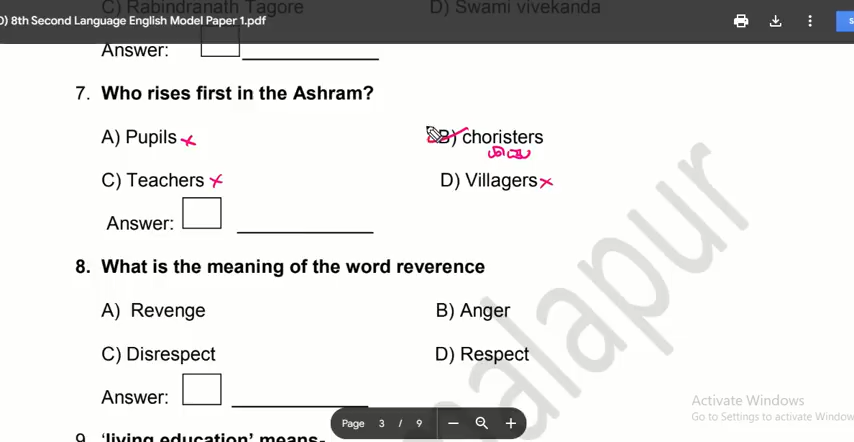 C) Rabindranath Tagore D) Swami vivekanda
D) 8th Second Language English Model Paper 1.pdf
Answer:
7. Who rises first in the Ashram?
A) Pupils B) choristers
C) Teachers D) Villagers
Answer:
8. What is the meaning of the word reverence
A) Revenge B) Anger
C) Disrespect D) Respect
Answer:
Page 3 / 9
9. 'living education' means-
Activate Windows
Go to Settings to activate Window